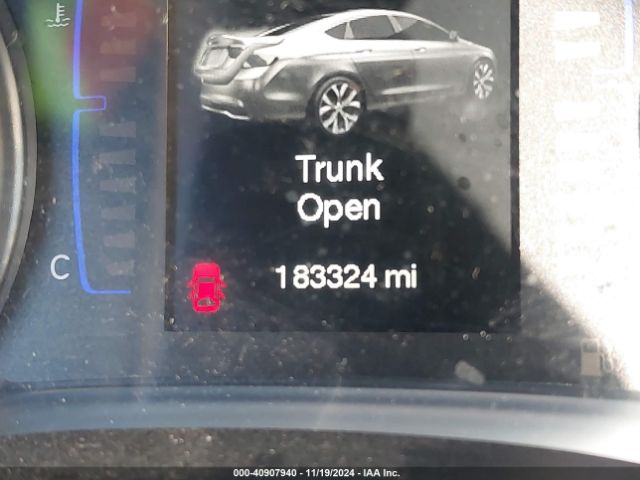 Trunk
Open
C
183324 mi
000-40907940 - 11/19/2024 - IAA Inc.